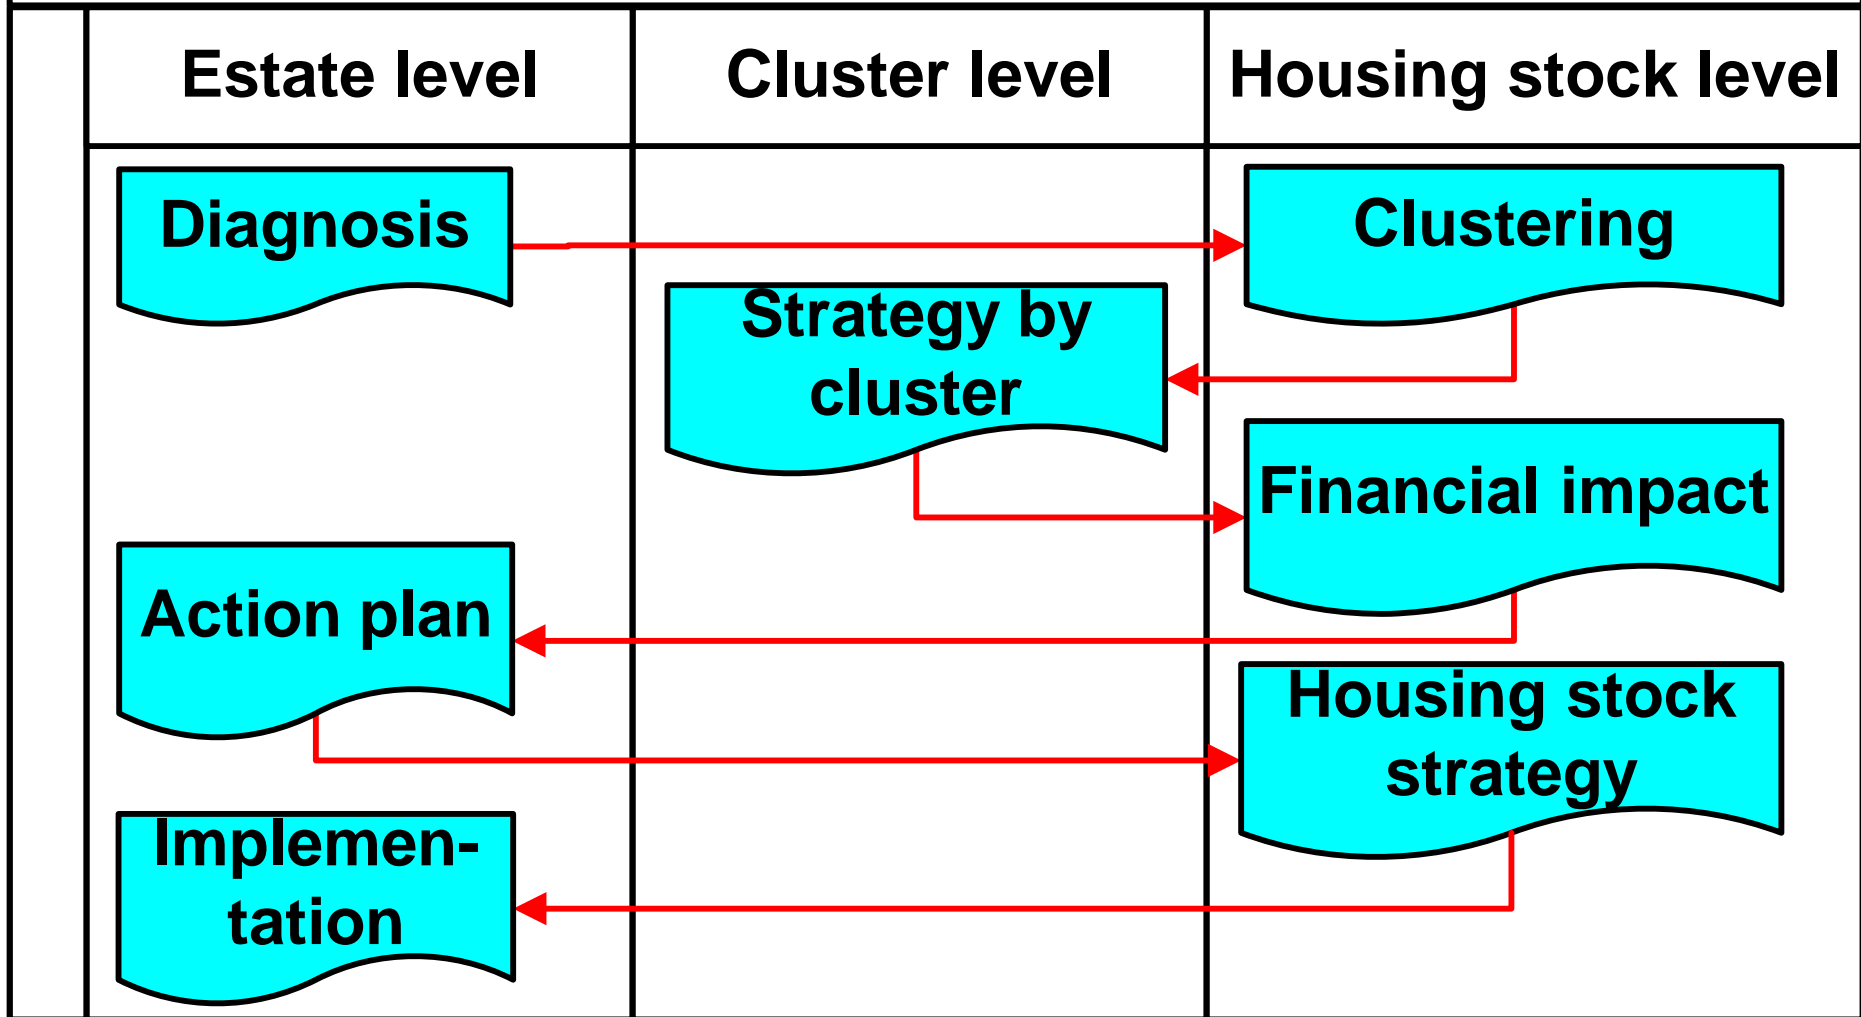 Estate level
Cluster level
Housing stock level
Diagnosis
Clustering
Strategy by
cluster
Financial impact
Action plan
Housing stock
strategy
Implemen-
tation